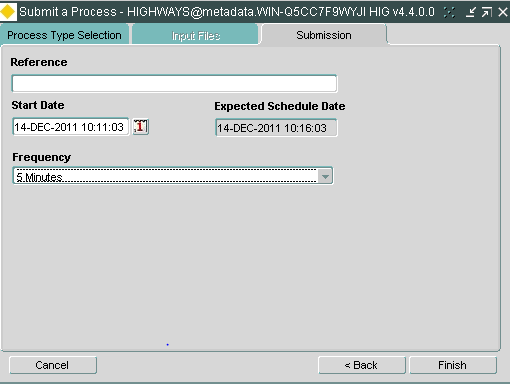 Submit a Process - HIGHWAYS@metadata.WIN-Q5CC7F9WYJI HIG v4.4.0.0
Process Type Selection Input Files Submission
Reference
Start Date Expected Schedule Date
14-DEC-2011 10:11:03 14-DEC-2011 10:16:03
Frequency
5 Minutes
Cancel < Back Finish